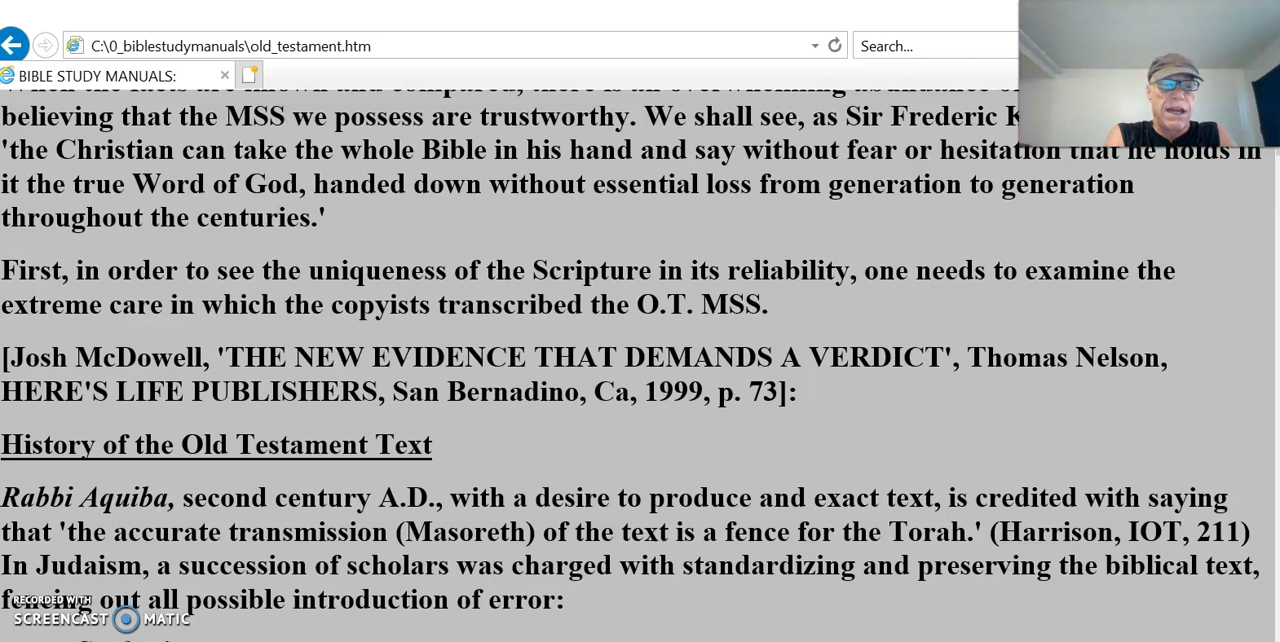 C:\0_biblestudymanuals\old_testament.htm
Search...
BIBLE STUDY MANUALS:
believing that the MSS we possess are trustworthy. We shall see, as Sir Frederic
'the Christian can take the whole Bible in his hand and say without fear or hesitation that he holds in
it the true Word of God, handed down without essential loss from generation to generation
throughout the centuries.'
First, in order to see the uniqueness of the Scripture in its reliability, one needs to examine the
extreme care in which the copyists transcribed the O.T. MSS.
[Josh McDowell, 'THE NEW EVIDENCE THAT DEMANDS A VERDICT', Thomas Nelson,
HERE'S LIFE PUBLISHERS, San Bernadino, Ca, 1999, p. 73]:
History of the Old Testament Text
Rabbi Aquiba, second century A.D., with a desire to produce and exact text, is credited with saying
that 'the accurate transmission (Masoreth) of the text is a fence for the Torah.' (Harrison, IOT, 211)
In Judaism, a succession of scholars was charged with standardizing and preserving the biblical text,
fencing out all possible introduction of error:
RECORDED WITH
SCREENCAST MATIC